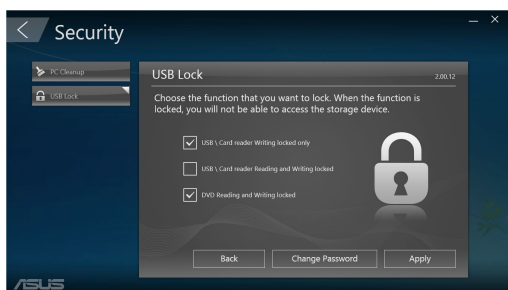 Security
PC Cleanup
USB Lock
USB Lock
2.00.12
Choose the function that you want to lock. When the function is
locked, you will not be able to access the storage device.
USB \ Card reader Writing locked only
USB \ Card reader Reading and Writing locked
DVD Reading and Writing locked
Back
Change Password
Apply
ASUS